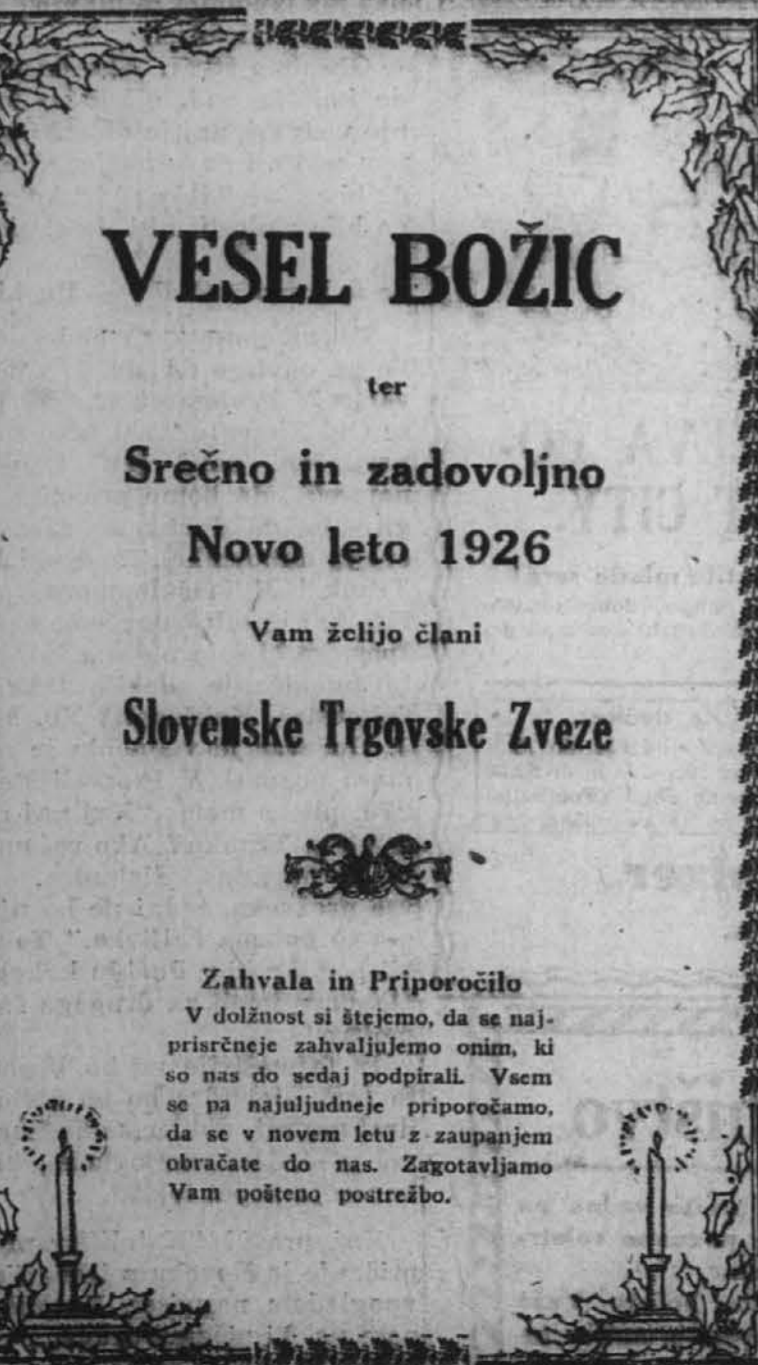 VESEL BOŽIC
ter
Srečno in zadovoljno
Novo leto 1926
Vam želijo člani
Slovenske Trgovske Zveze
Zahvala in Priporočilo
V dolžnost si štejemo, da se naj-
prisrčneje zahvaljujemo onim, ki
so nas do sedaj podpirali. Vsem
se pa najuljudneje priporočamo,
da se v novem letu z zaupanjem
obračate do nas. Zagotavljamo
Vam pošteno postrežbo.